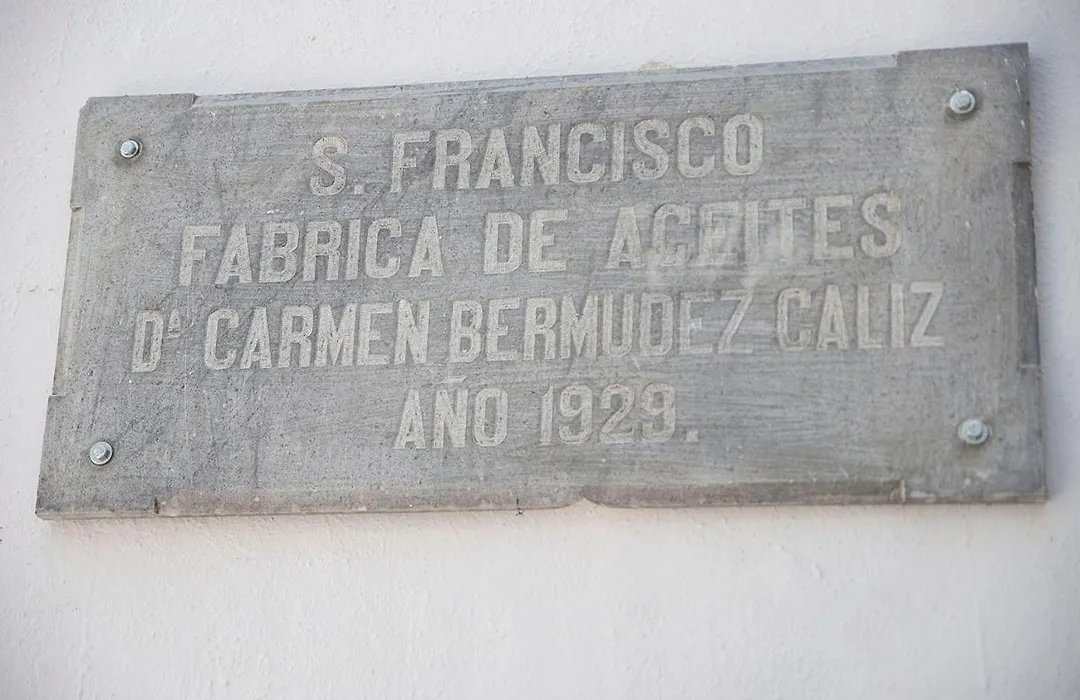 S. FRANCISCO
FABRICA DE ACEITES
Dª CARMEN BERMUDEZ CALIZ
AÑO 1929.